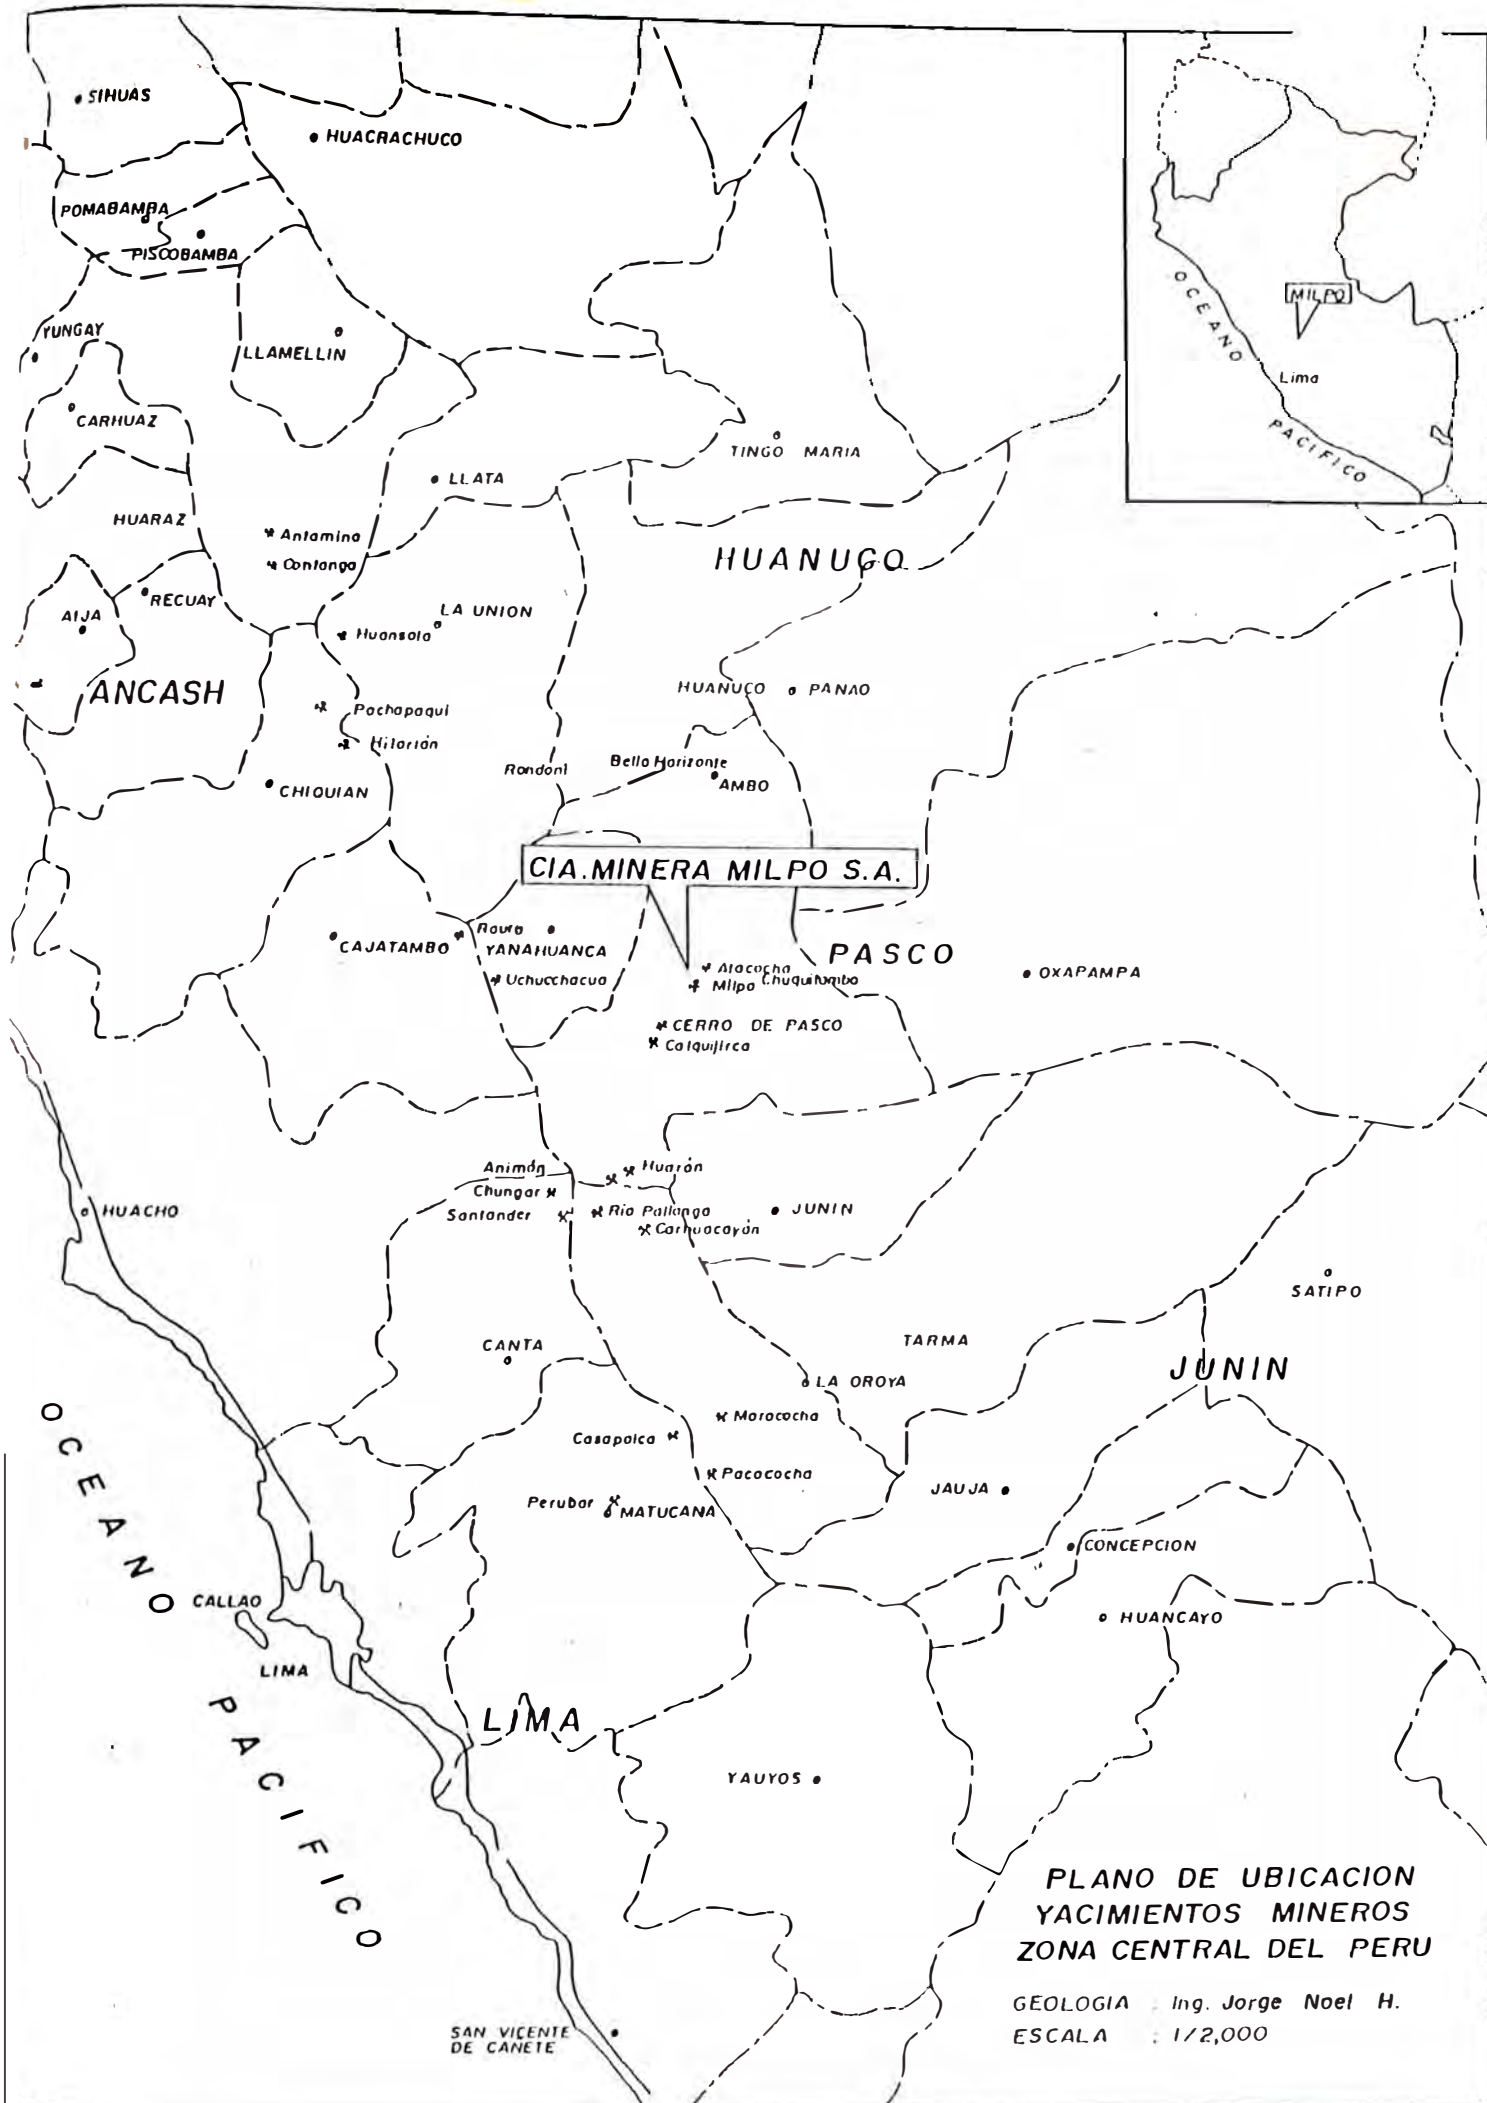 SIHUAS
HUACRACHUCO
POMABAMBA
PISCOBAMBA
YUNGAY
LLAMELLIN
CARHUAZ
MILPO
OCEANO
PACIFICO
Lima
TINGO MARIA
LLATA
HUARAZ
Antamina
Contonga
HUANUCO
RECUAY
AIJA
LA UNION
Huansala
ANCASH
HUANUCO
PANAO
Pachapaqui
Hilarión
Rondoni
Bello Horizonte
AMBO
CHIQUIAN
CIA.MINERA MILPO S.A.
CAJATAMBO
Raura
YANAHUANCA
Uchucchacua
PASCO
Atacocha
Milpo
Chuquitambo
OXAPAMPA
CERRO DE PASCO
Colquijirca
Animón
Huarón
Chungar
Santander
Rio Pallanga
Carhuacayán
JUNIN
HUACHO
SATIPO
CANTA
TARMA
LA OROYA
JUNIN
Morococha
Casapalca
Pacococha
Perubar
MATUCANA
JAUJA
CONCEPCION
HUANCAYO
OCEANO PACIFICO
CALLAO
LIMA
LIMA
YAUYOS
SAN VICENTE
DE CAÑETE
PLANO DE UBICACION
YACIMIENTOS MINEROS
ZONA CENTRAL DEL PERU
GEOLOGIA : Ing. Jorge Noel H.
ESCALA : 1/2,000